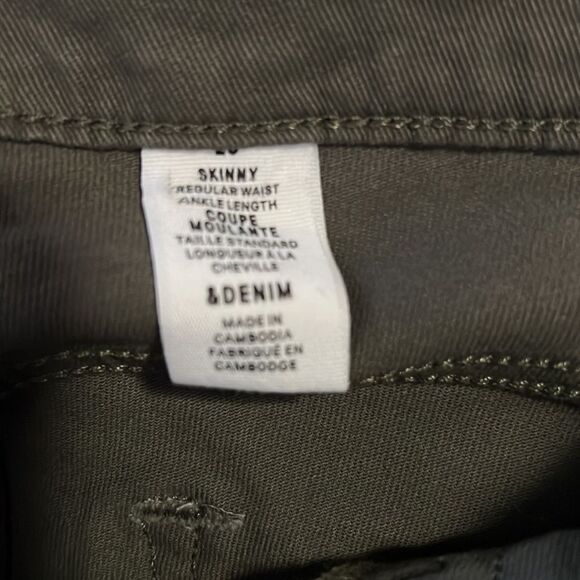 SKINNY
REGULAR WAIST
ANKLE LENGTH
COUPE
MOULANTE
TAILLE STANDARD
LONGUEUR À LA
CHEVILLE
&DENIM
MADE IN
CAMBODIA
FABRIQUÉ EN
CAMBODGE